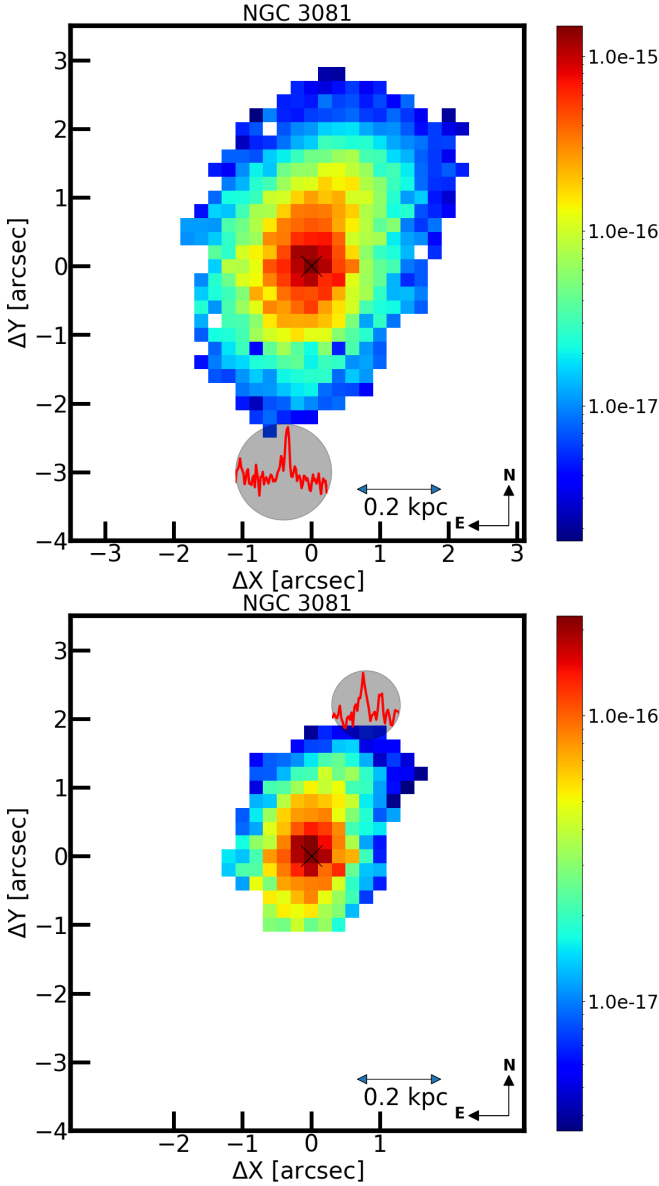 NGC 3081
3
2
1
0
−1
−2
−3
−4
ΔY [arcsec]
1.0e-15
1.0e-16
1.0e-17
0.2 kpc
N
E
−3
−2
−1
0
1
2
3
ΔX [arcsec]
NGC 3081
3
2
1
0
−1
−2
−3
−4
ΔY [arcsec]
1.0e-16
1.0e-17
0.2 kpc
N
E
−2
−1
0
1
ΔX [arcsec]